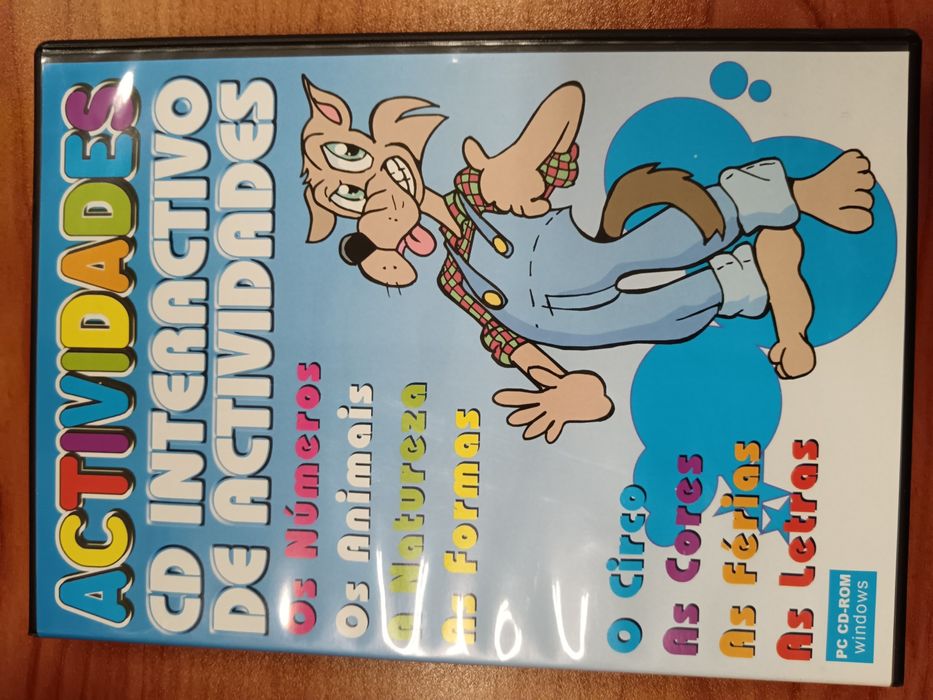 ACTIVIDADES
CD INTERACTIVO
DE ACTIVIDADES
Os Números
Os Animais
A Natureza
As Formas
O Circo
As Cores
As Férias
As Letras
PC CD-ROM
windows